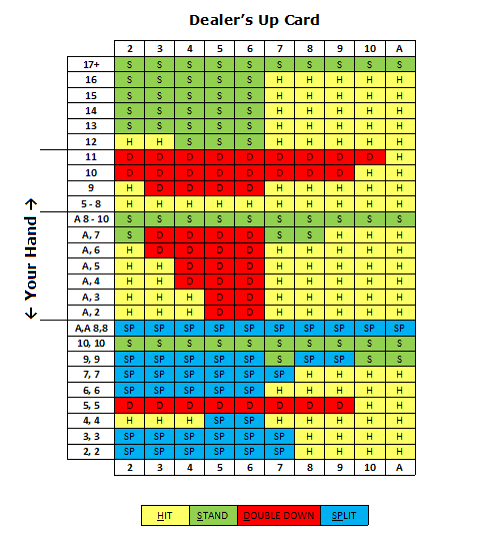 Dealer's Up Card
2 3 4 5 6 7 8 9 10 A
17+ S S S S S S S S S S
16 S S S S S H H H H H
15 S S S S S H H H H H
14 S S S S S H H H H H
13 S S S S S H H H H H
12 H H S S S H H H H H
11 D D D D D D D D D H
10 D D D D D D D D H H
9 H D D D D H H H H H
5 - 8 H H H H H H H H H H
A 8 - 10 S S S S S S S S S S
A, 7 S D D D D S S H H H
A, 6 H D D D D H H H H H
A, 5 H H D D D H H H H H
A, 4 H H D D D H H H H H
A, 3 H H H D D H H H H H
A, 2 H H H D D H H H H H
A,A 8,8 SP SP SP SP SP SP SP SP SP SP
10, 10 S S S S S S S S S S
9, 9 SP SP SP SP SP S SP SP S S
7, 7 SP SP SP SP SP SP H H H H
6, 6 SP SP SP SP SP H H H H H
5, 5 D D D D D D D D H H
4, 4 H H H SP SP H H H H H
3, 3 SP SP SP SP SP SP H H H H
2, 2 SP SP SP SP SP SP H H H H
2 3 4 5 6 7 8 9 10 A
← Your Hand →
HIT STAND DOUBLE DOWN SPLIT